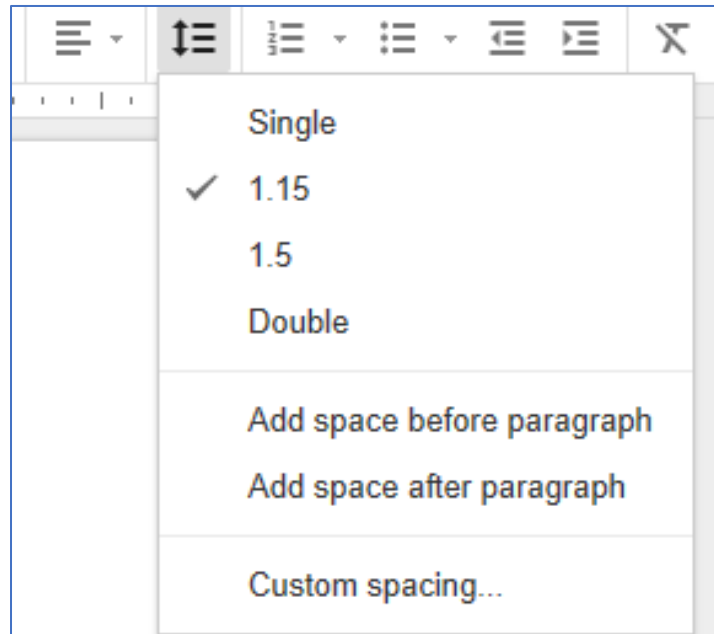 Single
1.15
1.5
Double
Add space before paragraph
Add space after paragraph
Custom spacing...